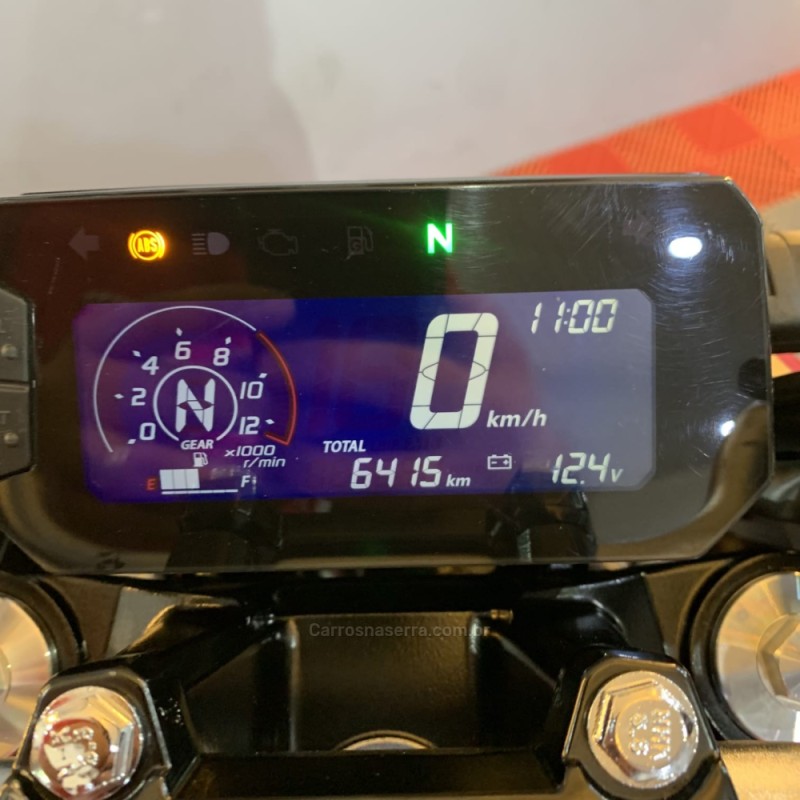 ABS
N
11:00
0 km/h
0 2 4 6 8 10 12
N
GEAR
x1000
r/min
E F
TOTAL
6415 km
12.4 v
Carrosnaserra.com.br